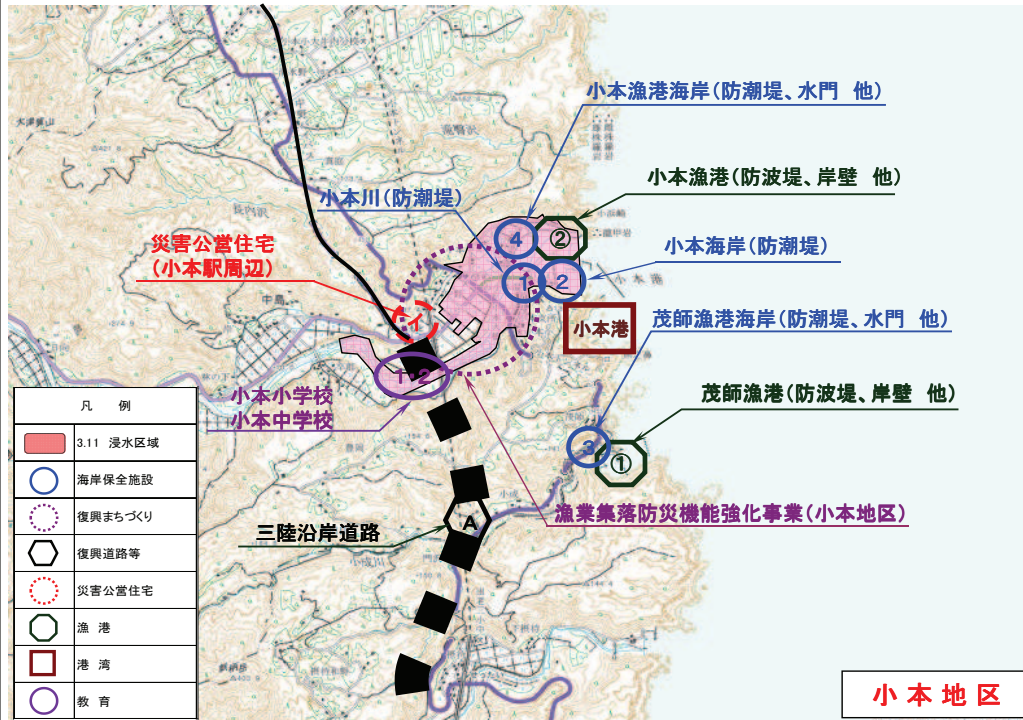 小本漁港海岸(防潮堤、水門 他)
小本漁港(防波堤、岸壁 他)
小本川(防潮堤)
小本海岸(防潮堤)
災害公営住宅
(小本駅周辺)
④
②
1
2
イ
小本港
茂師漁港海岸(防潮堤、水門 他)
中島
1・2
小本小学校
小本中学校
茂師漁港(防波堤、岸壁 他)
3
①
漁業集落防災機能強化事業(小本地区)
三陸沿岸道路
A
凡 例
3.11 浸水区域
海岸保全施設
復興まちづくり
復興道路等
災害公営住宅
漁 港
港 湾
教 育
小本地区